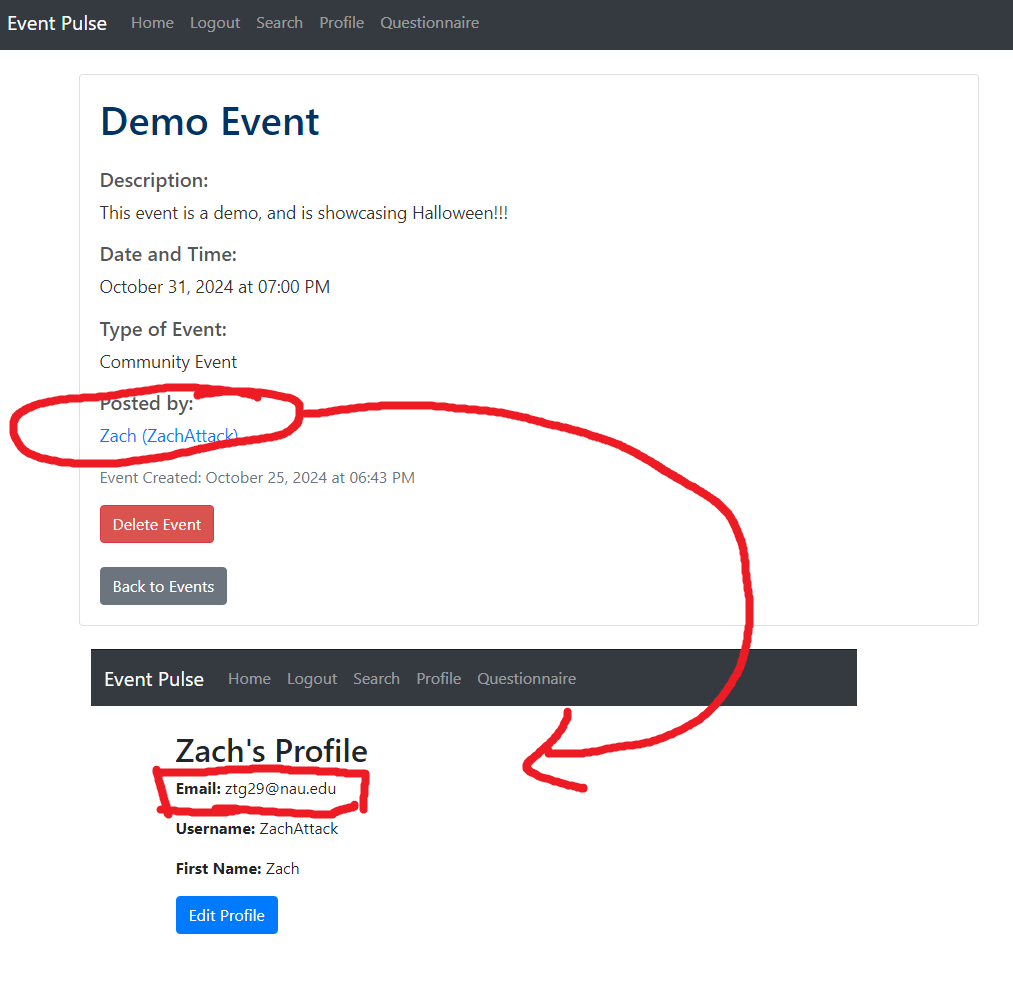 Event Pulse Home Logout Search Profile Questionnaire
Demo Event
Description:
This event is a demo, and is showcasing Halloween!!!
Date and Time:
October 31, 2024 at 07:00 PM
Type of Event:
Community Event
Posted by:
Zach (ZachAttack)
Event Created: October 25, 2024 at 06:43 PM
Delete Event
Back to Events
Event Pulse Home Logout Search Profile Questionnaire
Zach's Profile
Email: ztg29@nau.edu
Username: ZachAttack
First Name: Zach
Edit Profile